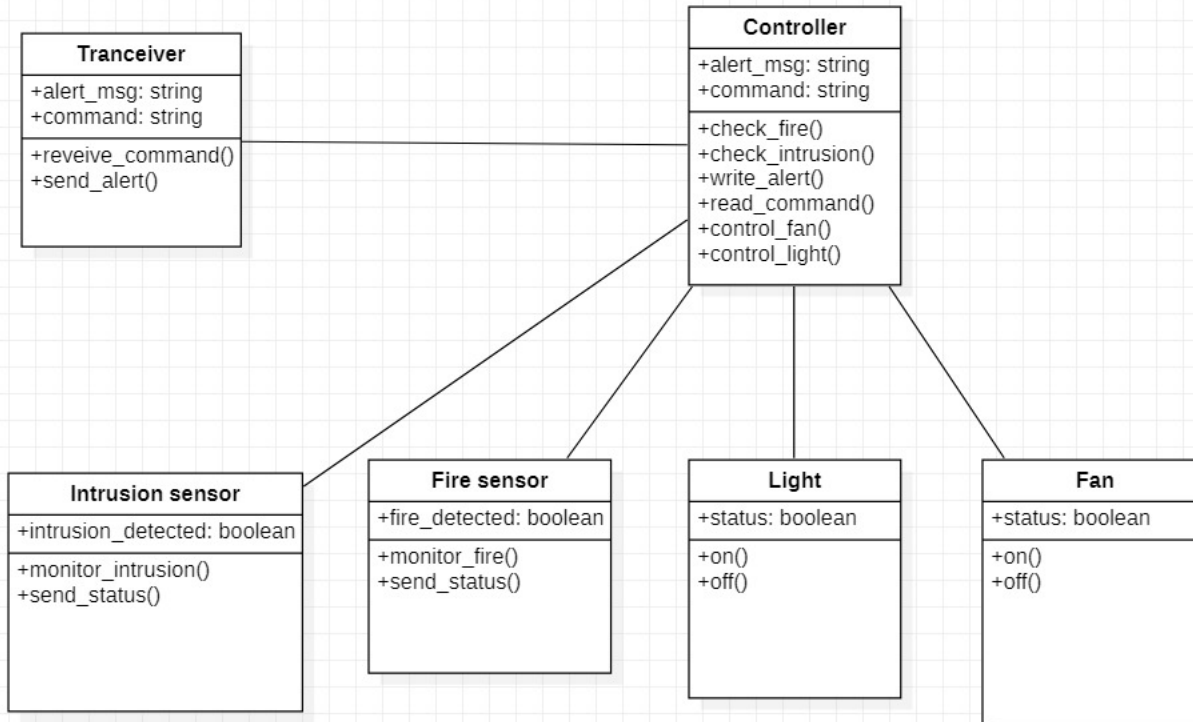 Tranceiver
+alert_msg: string
+command: string
+reveive_command()
+send_alert()
Controller
+alert_msg: string
+command: string
+check_fire()
+check_intrusion()
+write_alert()
+read_command()
+control_fan()
+control_light()
Intrusion sensor
+intrusion_detected: boolean
+monitor_intrusion()
+send_status()
Fire sensor
+fire_detected: boolean
+monitor_fire()
+send_status()
Light
+status: boolean
+on()
+off()
Fan
+status: boolean
+on()
+off()